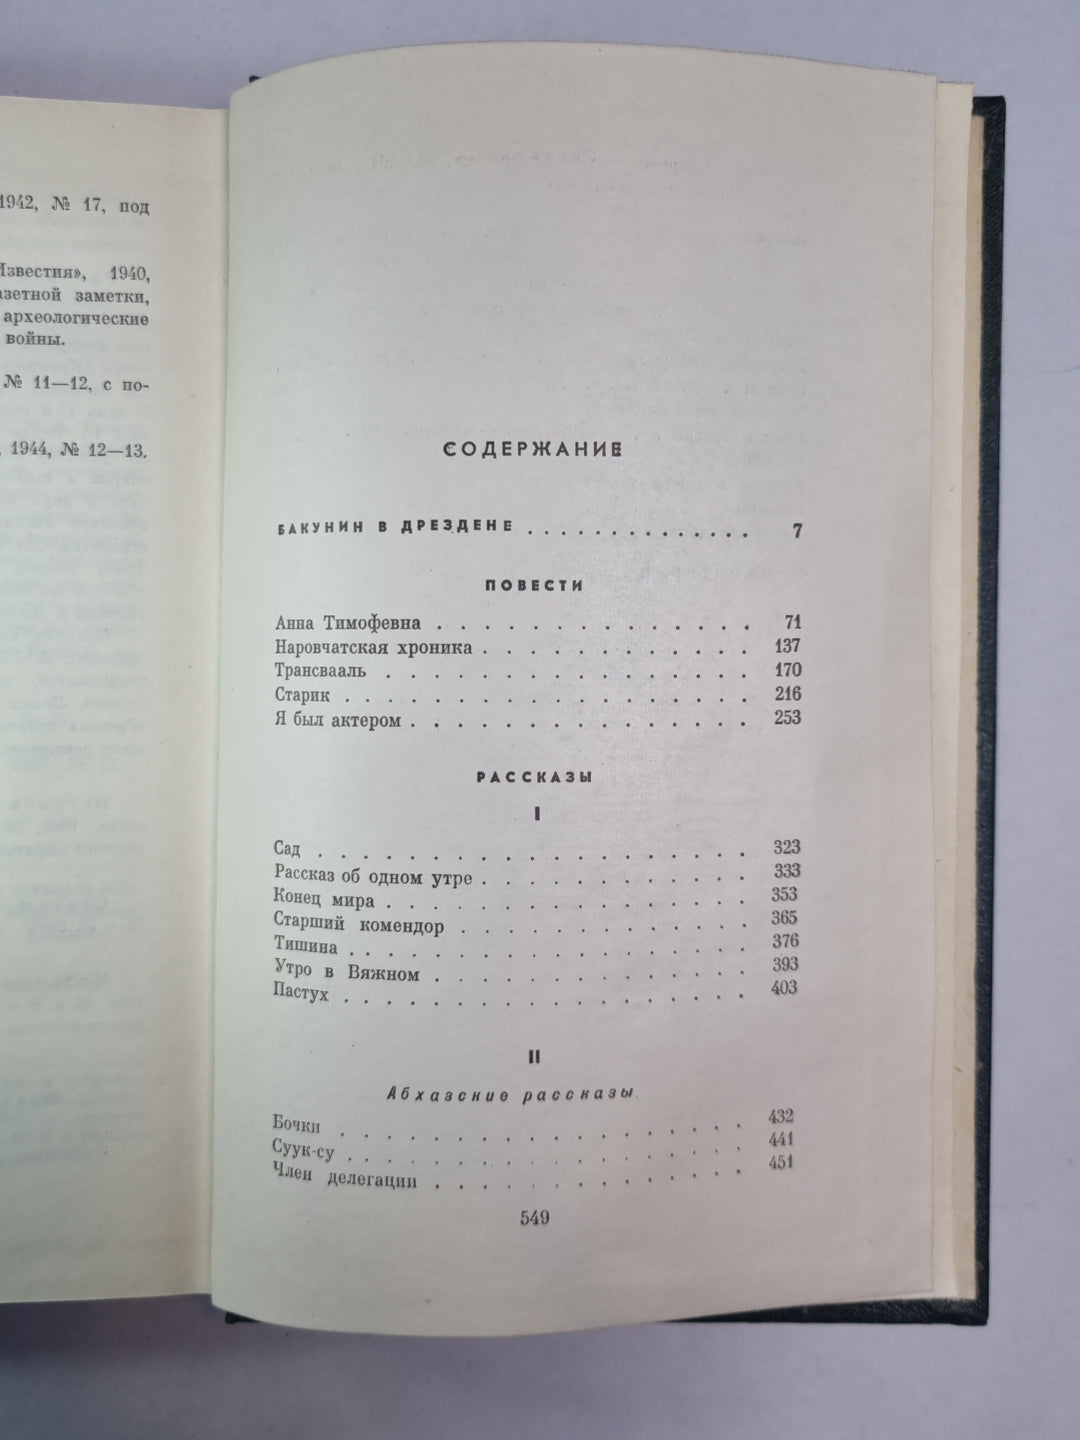 1942, № 17, под
Известия», 1940,
азетной заметки,
археологические
войны.
№ 11—12, с по-
, 1944, № 12—13.
СОДЕРЖАНИЕ
БАКУНИН В ДРЕЗДЕНЕ . . . . . . . . . . . . . . 7
ПОВЕСТИ
Анна Тимофевна . . . . . . . . . . . . . . 71
Наровчатская хроника . . . . . . . . . . . . 137
Трансвааль . . . . . . . . . . . . . . . . 170
Старик . . . . . . . . . . . . . . . . . 216
Я был актером . . . . . . . . . . . . . . . 253
РАССКАЗЫ
I
Сад . . . . . . . . . . . . . . . . . . . 323
Рассказ об одном утре . . . . . . . . . . . . 333
Конец мира . . . . . . . . . . . . . . . . 353
Старший комендор . . . . . . . . . . . . . 365
Тишина . . . . . . . . . . . . . . . . . 376
Утро в Вяжном . . . . . . . . . . . . . . 393
Пастух . . . . . . . . . . . . . . . . . 403
II
Абхазские рассказы
Бочки . . . . . . . . . . . . . . . . . 432
Суук-су . . . . . . . . . . . . . . . . . 441
Член делегации . . . . . . . . . . . . . . 451
549